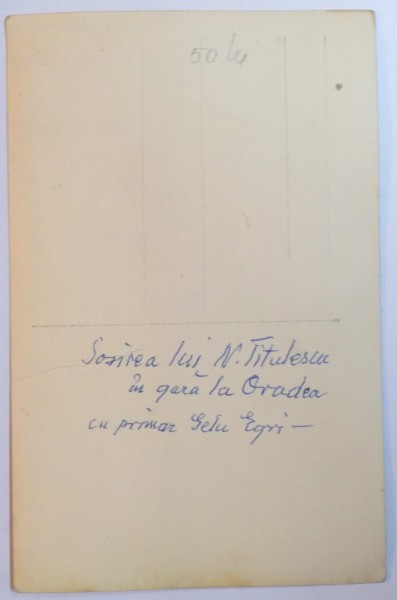 50 lei
Sosirea lui N. Titulescu
în gară la Oradea
cu primar Gelu Egri —